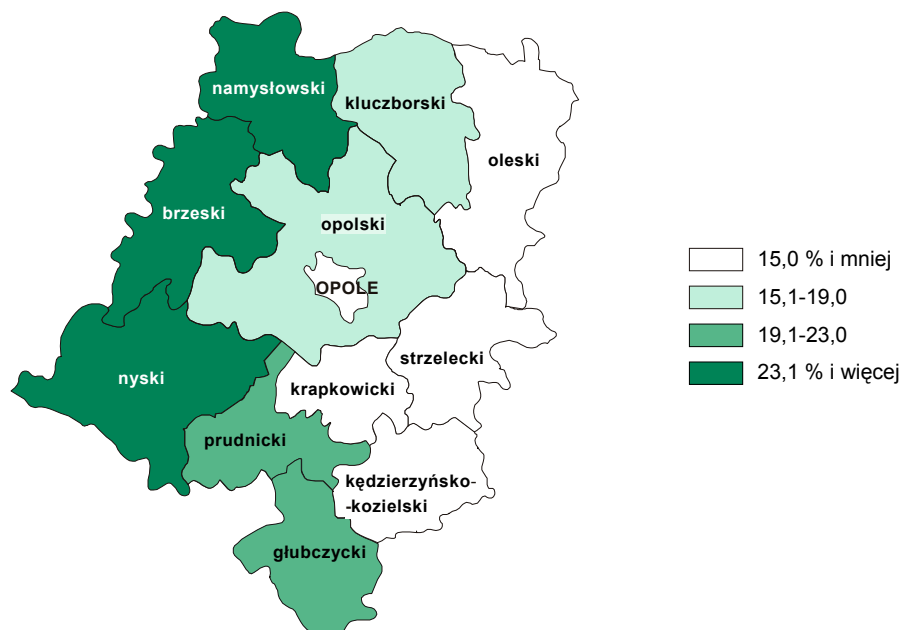 namysłowski
kluczborski
oleski
brzeski
opolski
OPOLE
strzelecki
nyski
krapkowicki
prudnicki
kędzierzyńsko-
-kozielski
głubczycki
15,0 % i mniej
15,1-19,0
19,1-23,0
23,1 % i więcej